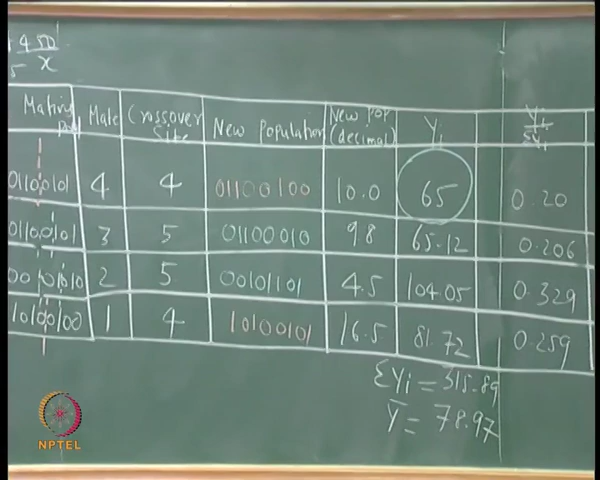 + 450
5 x
Mating Pool Mate Crossover Site New Population New Pop (decimal) Yi Yi/ΣYi
01100101 4 4 01100100 10.0 65 0.20
01100101 3 5 01100010 9.8 65.12 0.206
00101010 2 5 00101101 4.5 104.05 0.329
10100100 1 4 10100101 16.5 81.72 0.259
ΣYi = 315.89
Ȳ = 78.97
NPTEL